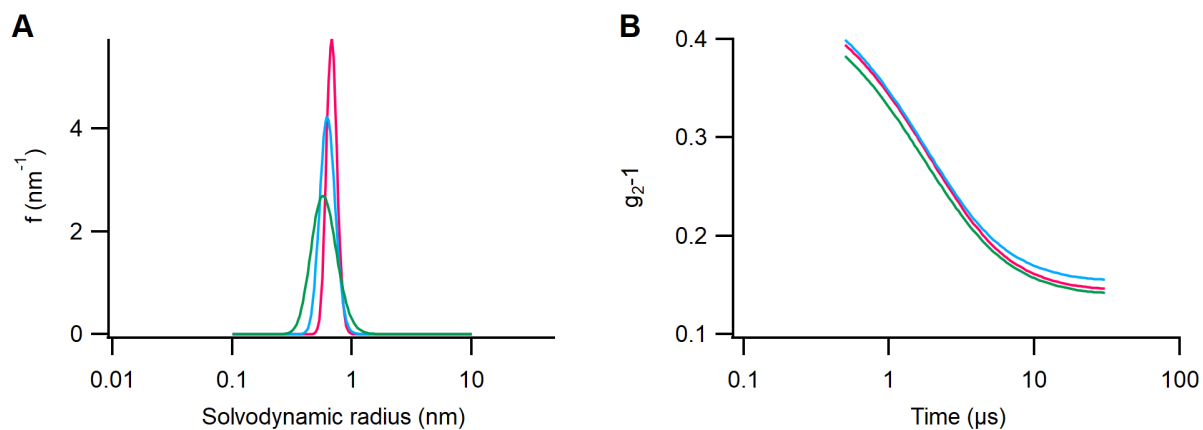 A
f (nm⁻¹)
4
2
0
0.01 0.1 1 10
Solvodynamic radius (nm)
B
g₂-1
0.4
0.3
0.2
0.1
0.1 1 10 100
Time (µs)